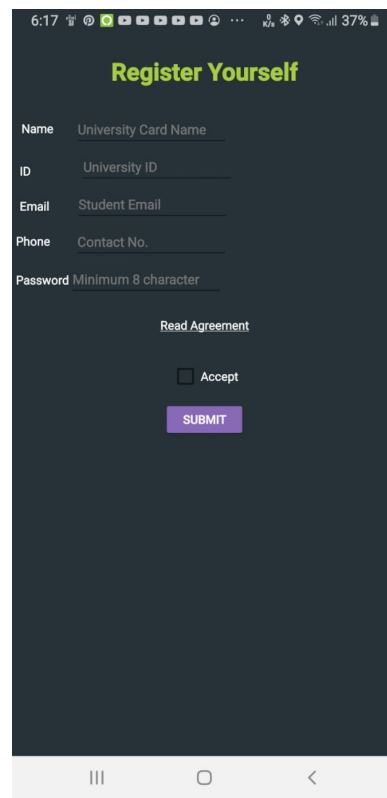 6:17 ··· 0 K/s 37%
Register Yourself
Name University Card Name
ID University ID
Email Student Email
Phone Contact No.
Password Minimum 8 character
Read Agreement
Accept
SUBMIT